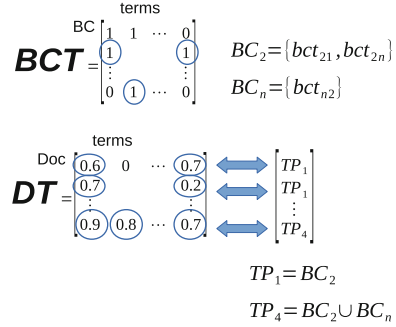 terms
BC
1 1 ⋯ 0
1 1
BCT =
⋮ ⋮
0 1 ⋯ 0
BC₂={bct₂₁,bct₂ₙ}
BCₙ={bctₙ₂}
terms
Doc
0.6 0 ⋯ 0.7
0.7 0.2
DT =
⋮ ⋮
0.9 0.8 ⋯ 0.7
TP₁
TP₁
⋮
TP₄
TP₁=BC₂
TP₄=BC₂∪BCₙ